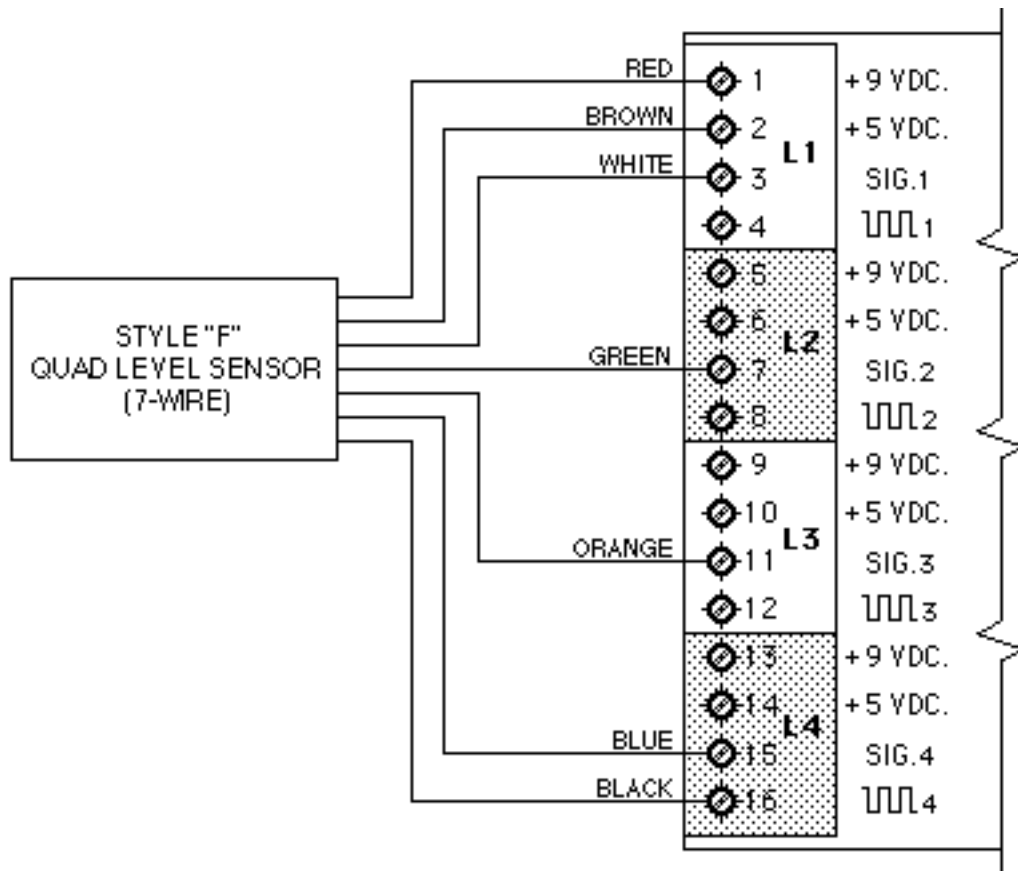 RED 1 +9 VDC.
BROWN 2 +5 VDC.
L1
WHITE 3 SIG.1
4 1
5 +9 VDC.
6 +5 VDC.
L2
GREEN 7 SIG.2
8 2
STYLE "F"
QUAD LEVEL SENSOR
(7-WIRE)
9 +9 VDC.
10 +5 VDC.
L3
ORANGE 11 SIG.3
12 3
13 +9 VDC.
14 +5 VDC.
L4
BLUE 15 SIG.4
BLACK 16 4